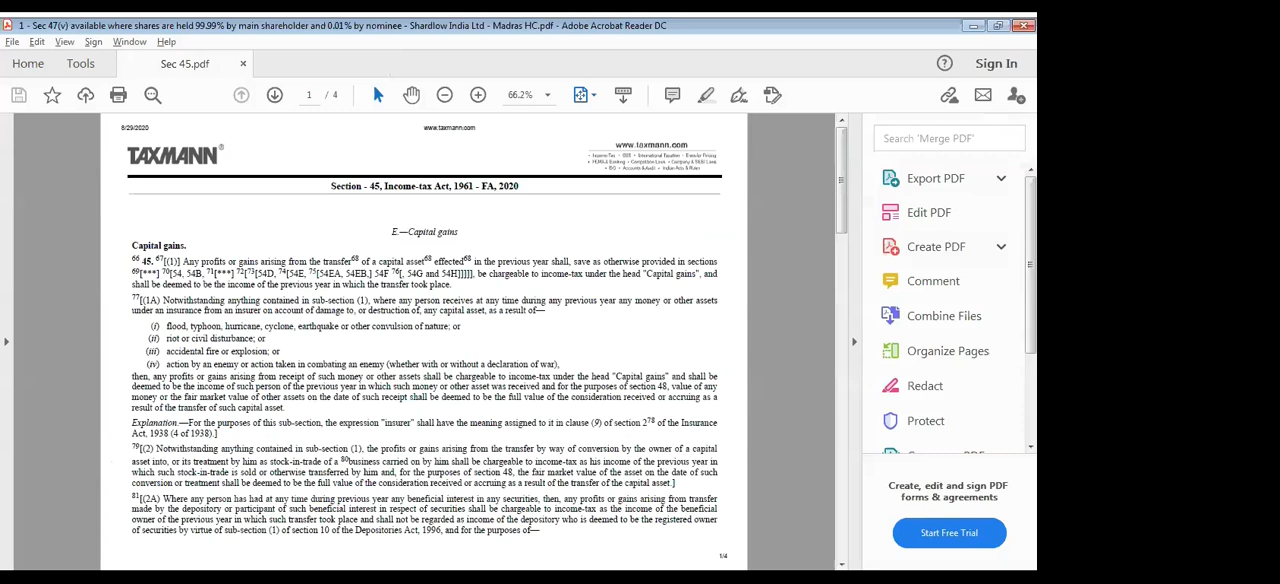 1 - Sec 47(v) available where shares are held 99.99% by main shareholder and 0.01% by nominee - Shardlow India Ltd - Madras HC.pdf - Adobe Acrobat Reader DC
File Edit View Sign Window Help
Home Tools Sec 45.pdf × Sign In
1 / 4 66.2%
8/29/2020 www.taxmann.com
TAXMANN®
www.taxmann.com
Section - 45, Income-tax Act, 1961 - FA, 2020
E.—Capital gains
Capital gains.
66 45. 67[(1)] Any profits or gains arising from the transfer68 of a capital asset68 effected68 in the previous year shall, save as otherwise provided in sections
69[***] 70[54, 54B, 71[***] 72[73[54D, 74[54E, 75[54EA, 54EB,] 54F 76[, 54G and 54H]]]]], be chargeable to income-tax under the head "Capital gains", and
shall be deemed to be the income of the previous year in which the transfer took place.
77[(1A) Notwithstanding anything contained in sub-section (1), where any person receives at any time during any previous year any money or other assets
under an insurance from an insurer on account of damage to, or destruction of, any capital asset, as a result of—
(i) flood, typhoon, hurricane, cyclone, earthquake or other convulsion of nature; or
(ii) riot or civil disturbance; or
(iii) accidental fire or explosion; or
(iv) action by an enemy or action taken in combating an enemy (whether with or without a declaration of war),
then, any profits or gains arising from receipt of such money or other assets shall be chargeable to income-tax under the head "Capital gains" and shall be
deemed to be the income of such person of the previous year in which such money or other asset was received and for the purposes of section 48, value of any
money or the fair market value of other assets on the date of such receipt shall be deemed to be the full value of the consideration received or accruing as a
result of the transfer of such capital asset.
Explanation.—For the purposes of this sub-section, the expression "insurer" shall have the meaning assigned to it in clause (9) of section 278 of the Insurance
Act, 1938 (4 of 1938).]
79[(2) Notwithstanding anything contained in sub-section (1), the profits or gains arising from the transfer by way of conversion by the owner of a capital
asset into, or its treatment by him as stock-in-trade of a 80business carried on by him shall be chargeable to income-tax as his income of the previous year in
which such stock-in-trade is sold or otherwise transferred by him and, for the purposes of section 48, the fair market value of the asset on the date of such
conversion or treatment shall be deemed to be the full value of the consideration received or accruing as a result of the transfer of the capital asset.]
81[(2A) Where any person has had at any time during previous year any beneficial interest in any securities, then, any profits or gains arising from transfer
made by the depository or participant of such beneficial interest in respect of securities shall be chargeable to income-tax as the income of the beneficial
owner of the previous year in which such transfer took place and shall not be regarded as income of the depository who is deemed to be the registered owner
of securities by virtue of sub-section (1) of section 10 of the Depositories Act, 1996, and for the purposes of—
1/4
Search 'Merge PDF'
Export PDF
Edit PDF
Create PDF
Comment
Combine Files
Organize Pages
Redact
Protect
Create, edit and sign PDF
forms & agreements
Start Free Trial